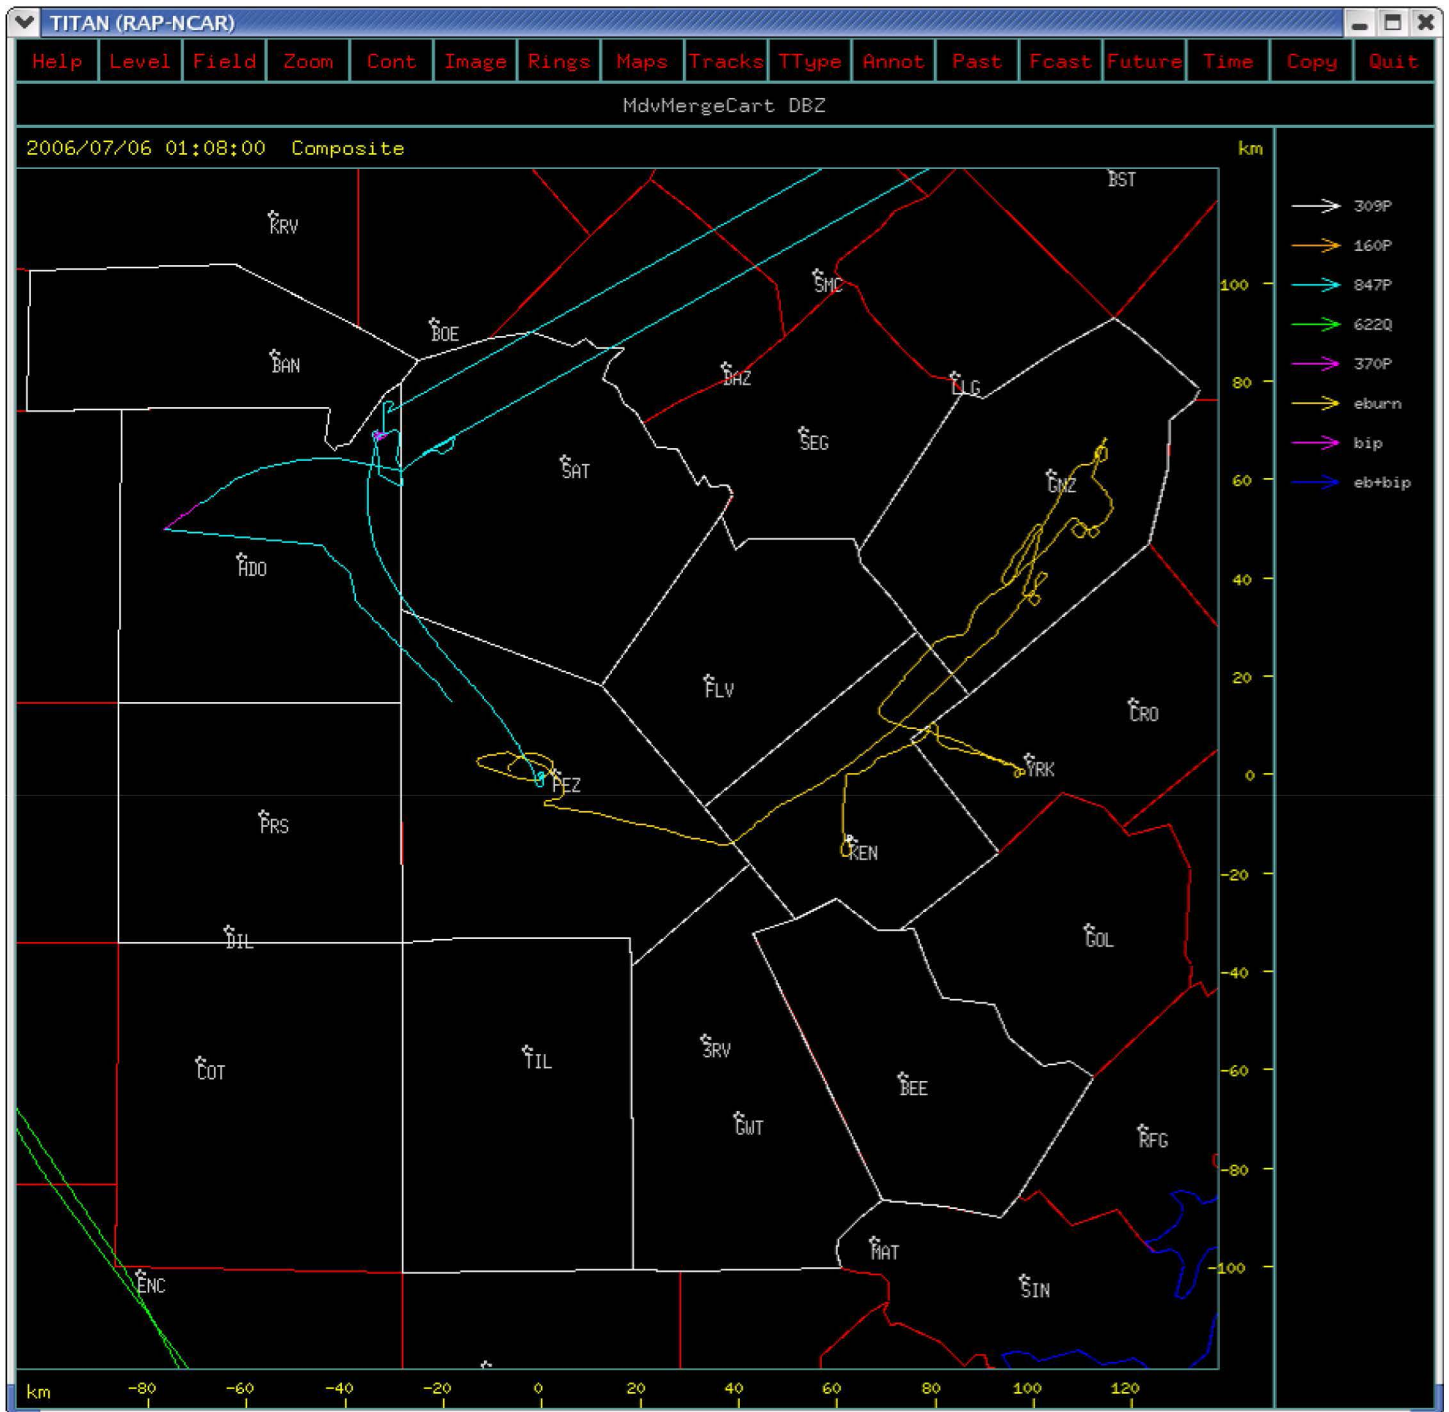 TITAN (RAP-NCAR)
Help Level Field Zoom Cont Image Rings Maps Tracks TType Annot Past Fcast Future Time Copy Quit
MdvMergeCart DBZ
2006/07/06 01:08:00 Composite km
BST
309P
KRV
160P
SMC
100
847P
622Q
BOE
BAN
370P
BAZ
LLG
80
eburn
SEG
bip
SAT
60
GNZ
eb+bip
ADO
40
FLV
20
CRO
YRK
0
PEZ
PRS
KEN
-20
DIL
GOL
-40
3RV
TIL
COT
-60
BEE
GWT
RFG
-80
MAT
-100
ENC
SIN
km -80 -60 -40 -20 0 20 40 60 80 100 120